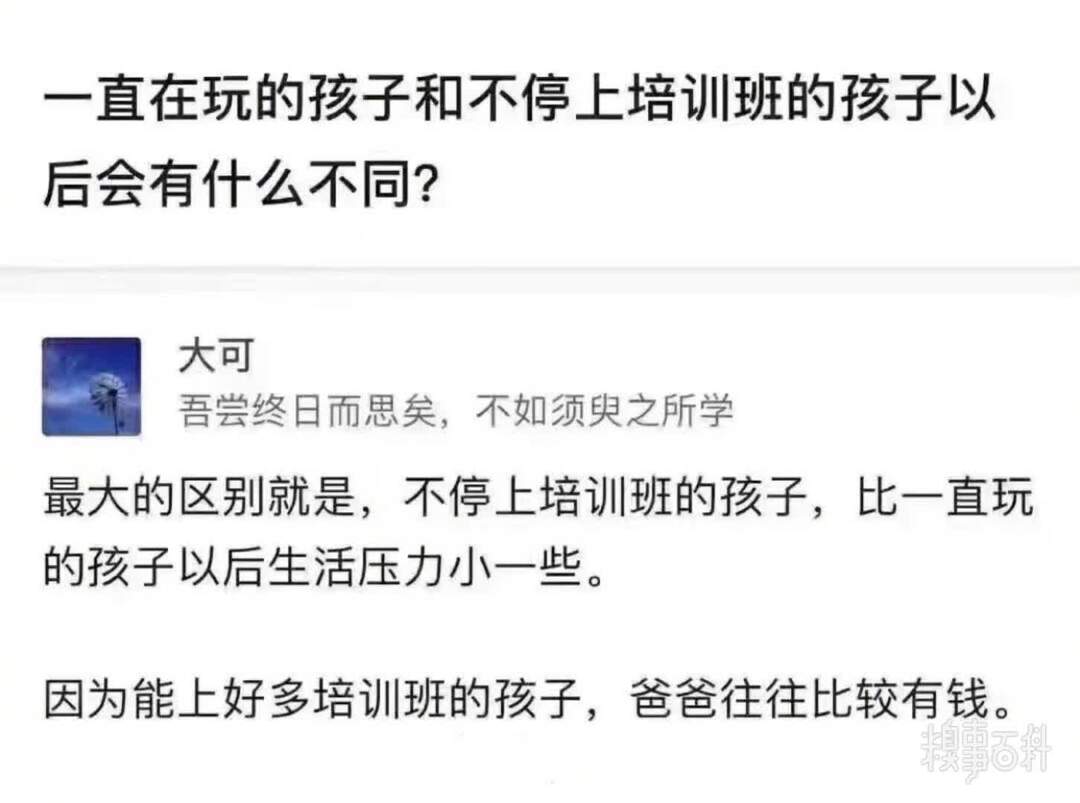 一直在玩的孩子和不停上培训班的孩子以
后会有什么不同?
大可
吾尝终日而思矣，不如须臾之所学
最大的区别就是，不停上培训班的孩子，比一直玩
的孩子以后生活压力小一些。
因为能上好多培训班的孩子，爸爸往往比较有钱。
糗事百科